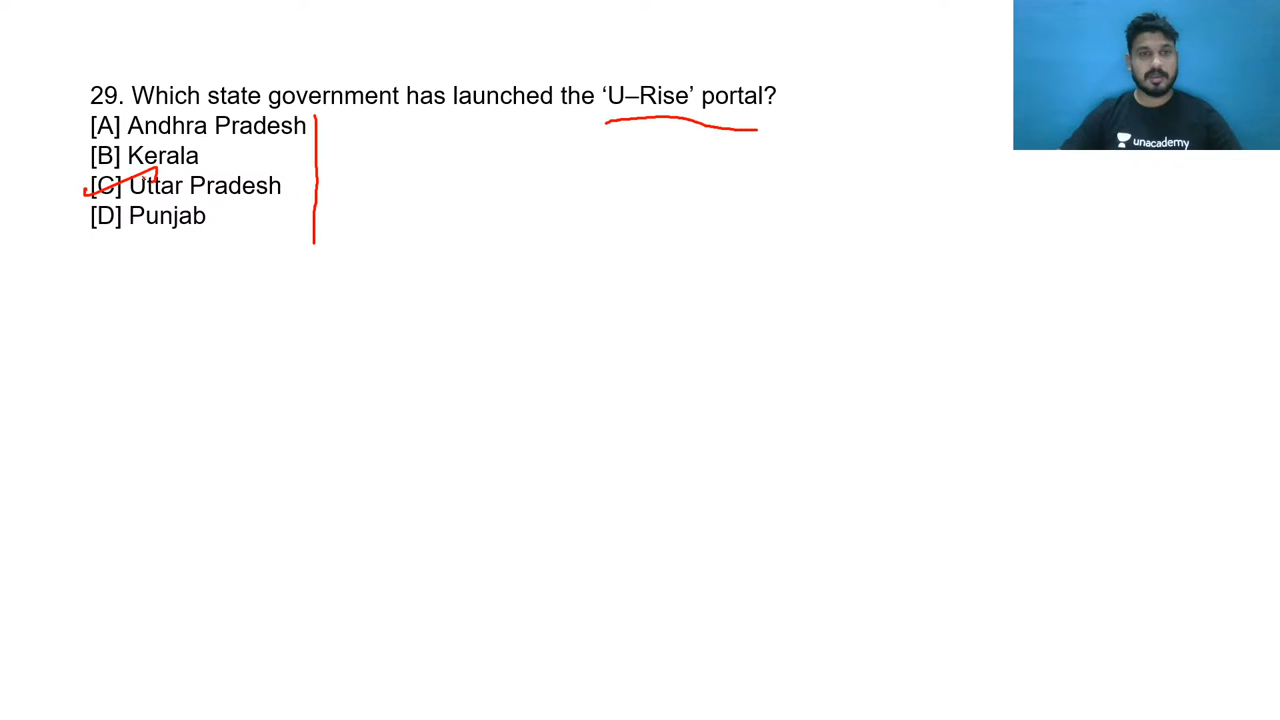 29. Which state government has launched the ‘U–Rise’ portal?
[A] Andhra Pradesh
[B] Kerala
[C] Uttar Pradesh
[D] Punjab
unacademy